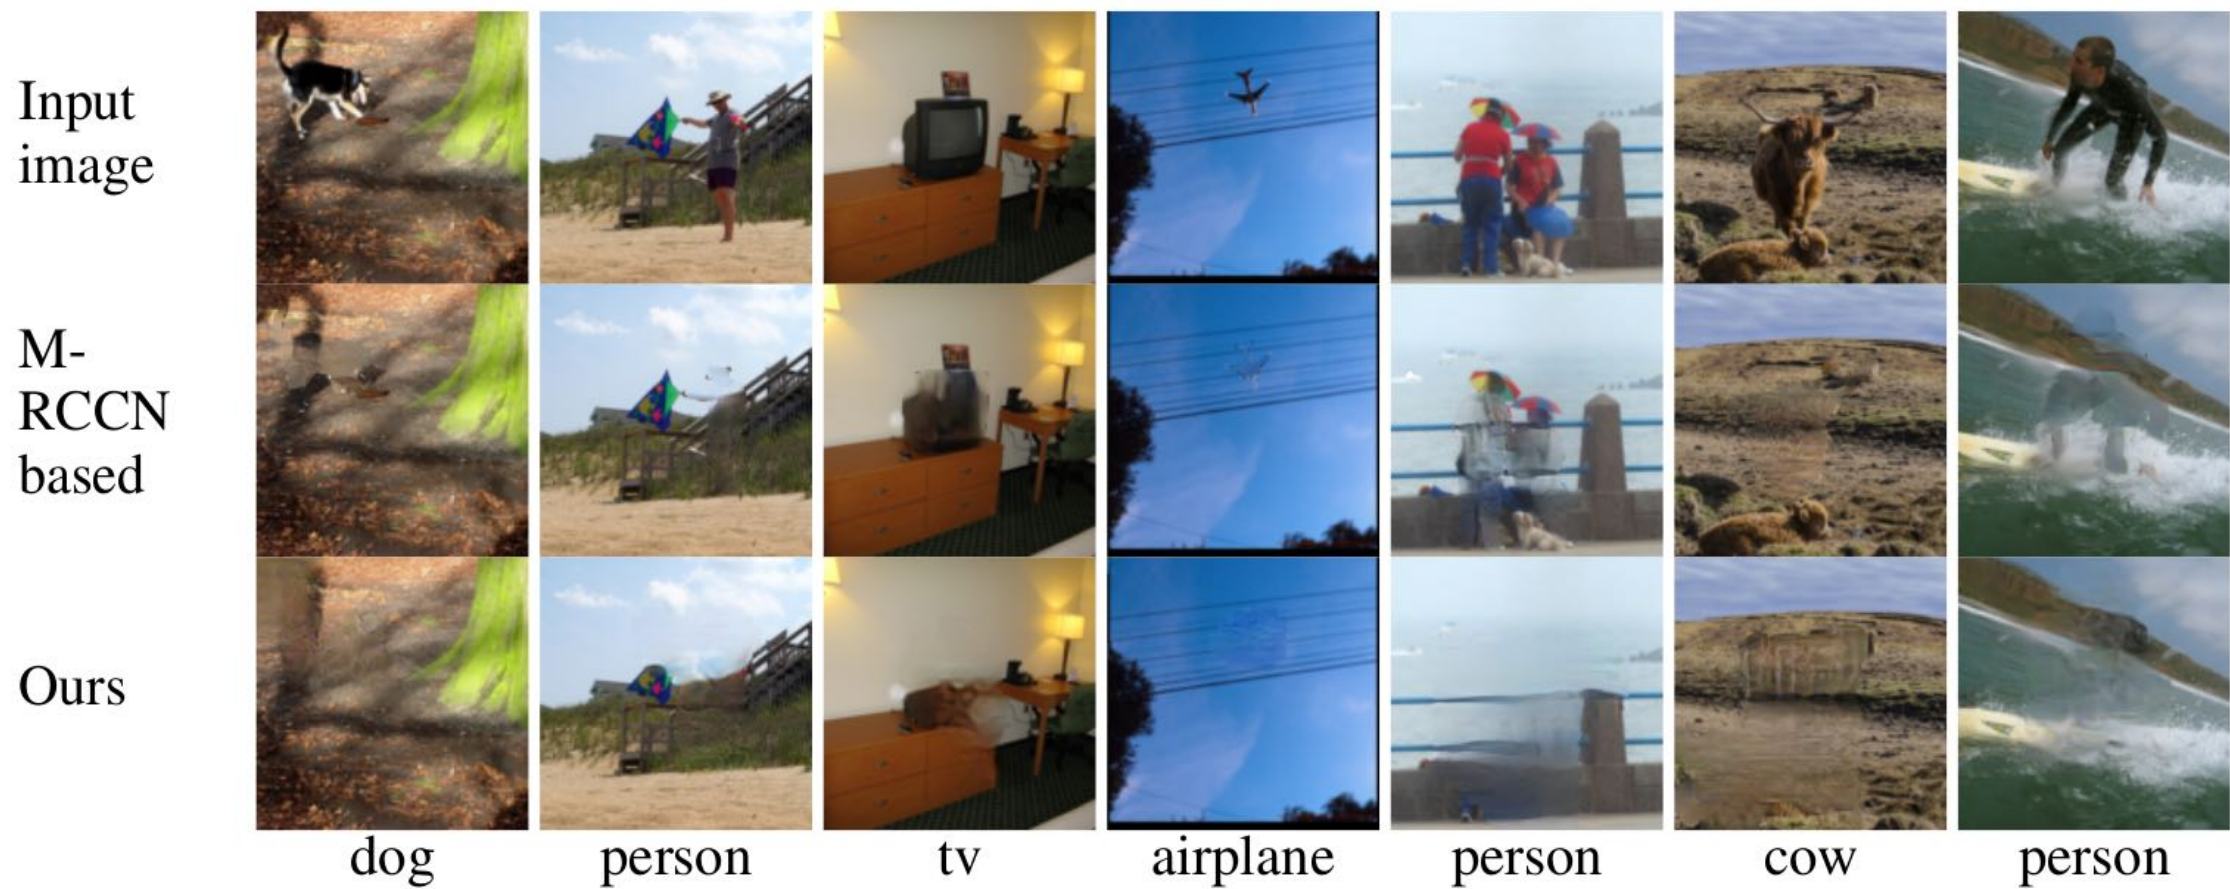 Input
image
M-
RCCN
based
Ours
dog person tv airplane person cow person